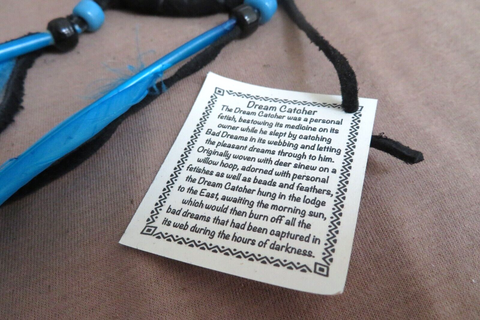 Dream Catcher
The Dream Catcher was a personal
fetish, bestowing its medicine on its
owner while he slept by catching
Bad Dreams in its webbing and letting
the pleasant dreams through to him.
Originally woven with deer sinew on a
willow hoop, adorned with personal
fetishes as well as beads and feathers,
the Dream Catcher hung in the lodge
to the East, awaiting the morning sun,
which would then burn off all the
bad dreams that had been captured in
its web during the hours of darkness.